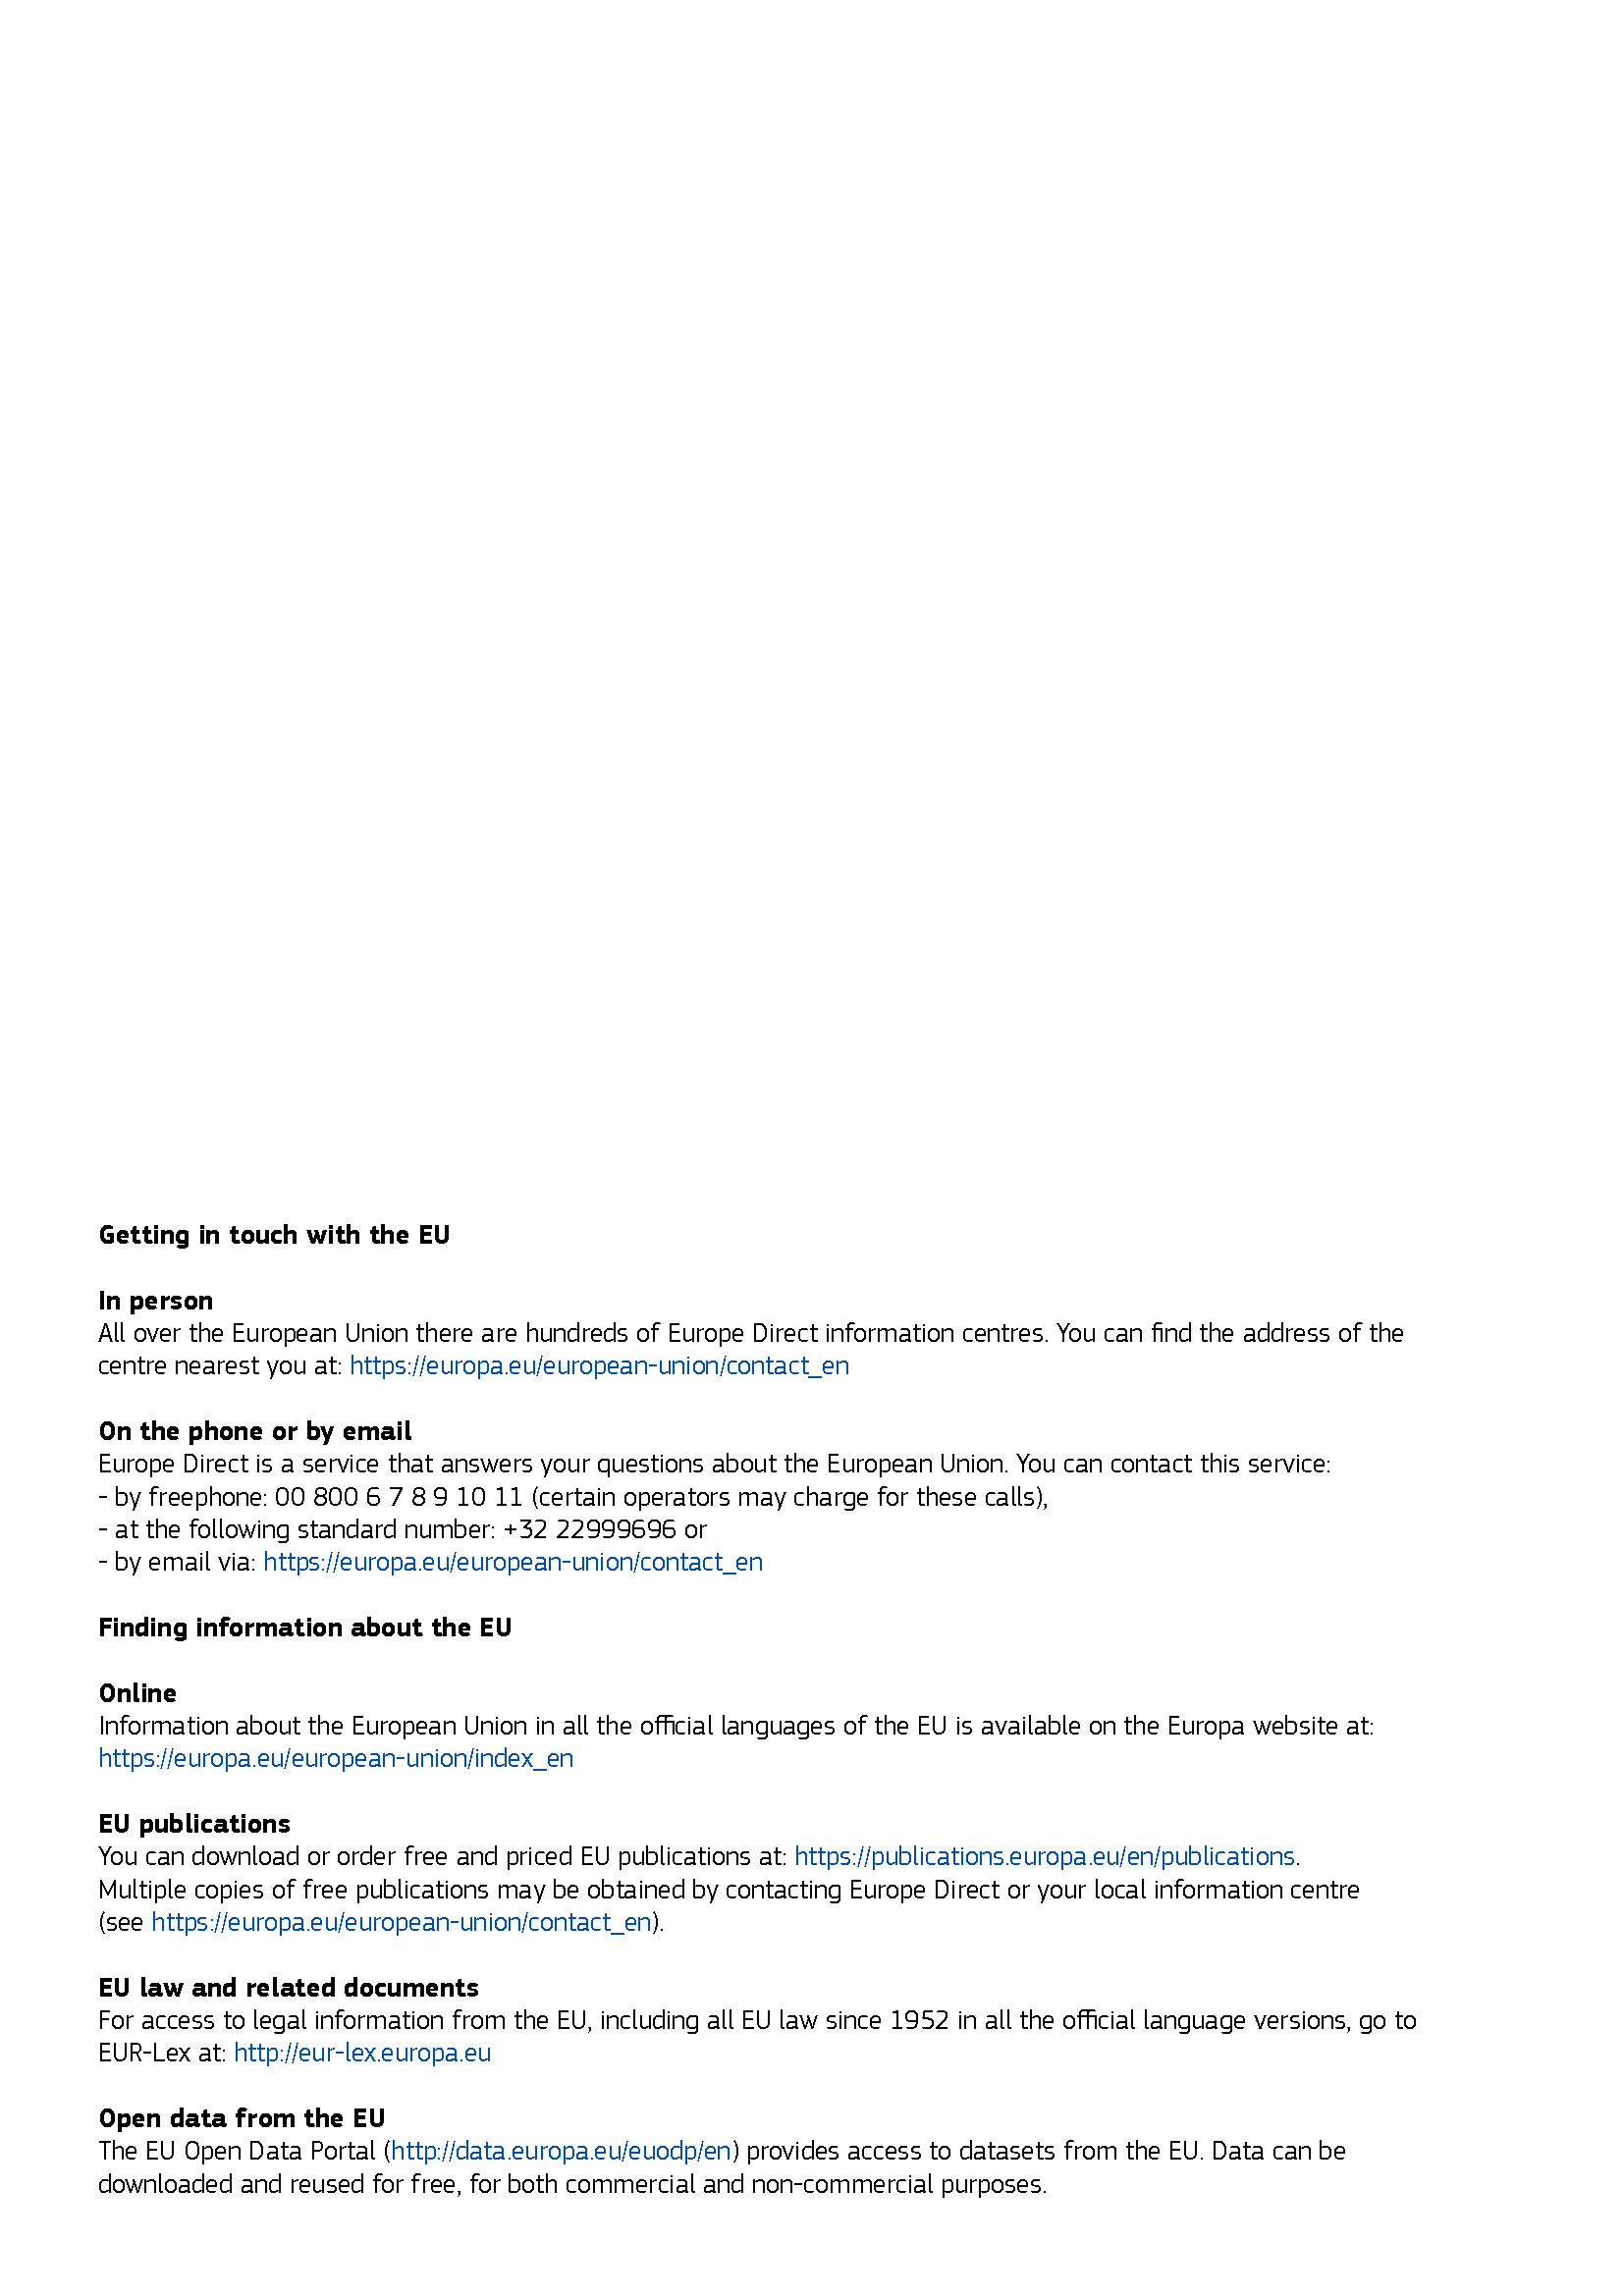 Getting in touch with the EU
In person
All over the European Union there are hundreds of Europe Direct information centres. You can find the address of the
centre nearest you at: https://europa.eu/european-union/contact_en
On the phone or by email
Europe Direct is a service that answers your questions about the European Union. You can contact this service:
- by freephone: 00 800 6 7 8 9 10 11 (certain operators may charge for these calls),
- at the following standard number: +32 22999696 or
- by email via: https://europa.eu/european-union/contact_en
Finding information about the EU
Online
Information about the European Union in all the official languages of the EU is available on the Europa website at:
https://europa.eu/european-union/index_en
EU publications
You can download or order free and priced EU publications at: https://publications.europa.eu/en/publications.
Multiple copies of free publications may be obtained by contacting Europe Direct or your local information centre
(see https://europa.eu/european-union/contact_en).
EU law and related documents
For access to legal information from the EU, including all EU law since 1952 in all the official language versions, go to
EUR-Lex at: http://eur-lex.europa.eu
Open data from the EU
The EU Open Data Portal (http://data.europa.eu/euodp/en) provides access to datasets from the EU. Data can be
downloaded and reused for free, for both commercial and non-commercial purposes.